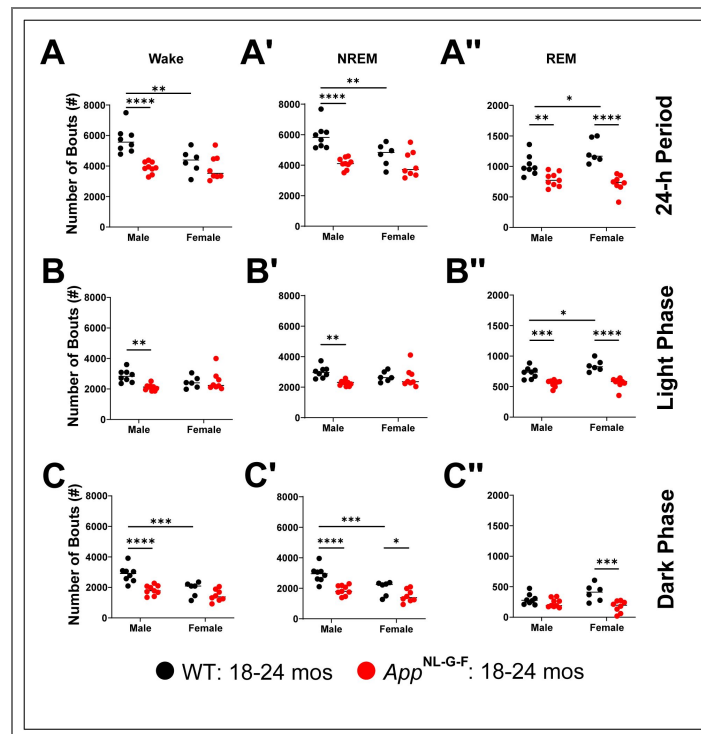 A
Wake
A'
NREM
A"
REM
24-h Period
Number of Bouts (#)
8000
6000
4000
2000
0
**
****
Male
Female
8000
6000
4000
2000
0
**
****
Male
Female
2000
1500
1000
500
0
*
**
****
Male
Female
B
B'
B"
Light Phase
Number of Bouts (#)
8000
6000
4000
2000
0
**
Male
Female
8000
6000
4000
2000
0
**
Male
Female
2000
1500
1000
500
0
*
***
****
Male
Female
C
C'
C"
Dark Phase
Number of Bouts (#)
8000
6000
4000
2000
0
***
****
Male
Female
8000
6000
4000
2000
0
***
****
*
Male
Female
2000
1500
1000
500
0
***
Male
Female
WT: 18-24 mos
App NL-G-F: 18-24 mos